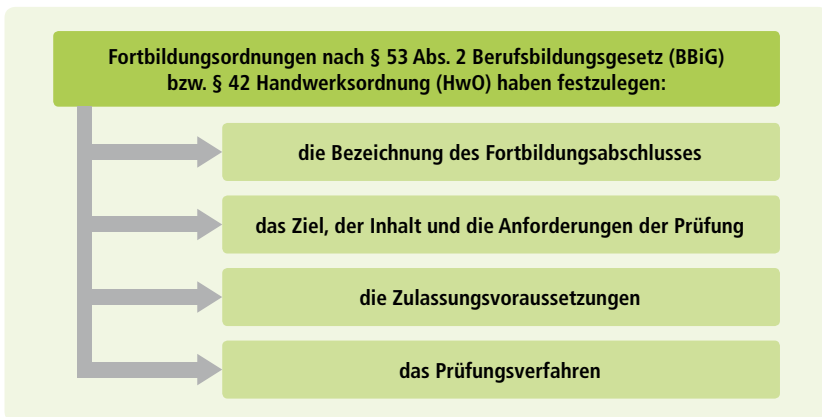 Fortbildungsordnungen nach § 53 Abs. 2 Berufsbildungsgesetz (BBiG)
bzw. § 42 Handwerksordnung (HwO) haben festzulegen:
die Bezeichnung des Fortbildungsabschlusses
das Ziel, der Inhalt und die Anforderungen der Prüfung
die Zulassungsvoraussetzungen
das Prüfungsverfahren